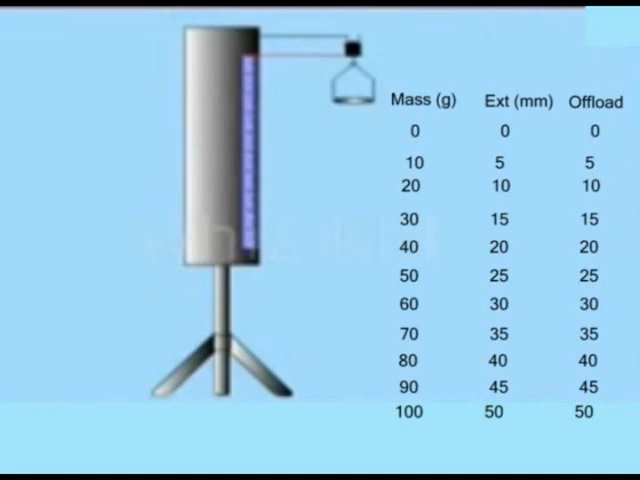 Mass (g) Ext (mm) Offload
0 0 0
10 5 5
20 10 10
30 15 15
40 20 20
50 25 25
60 30 30
70 35 35
80 40 40
90 45 45
100 50 50